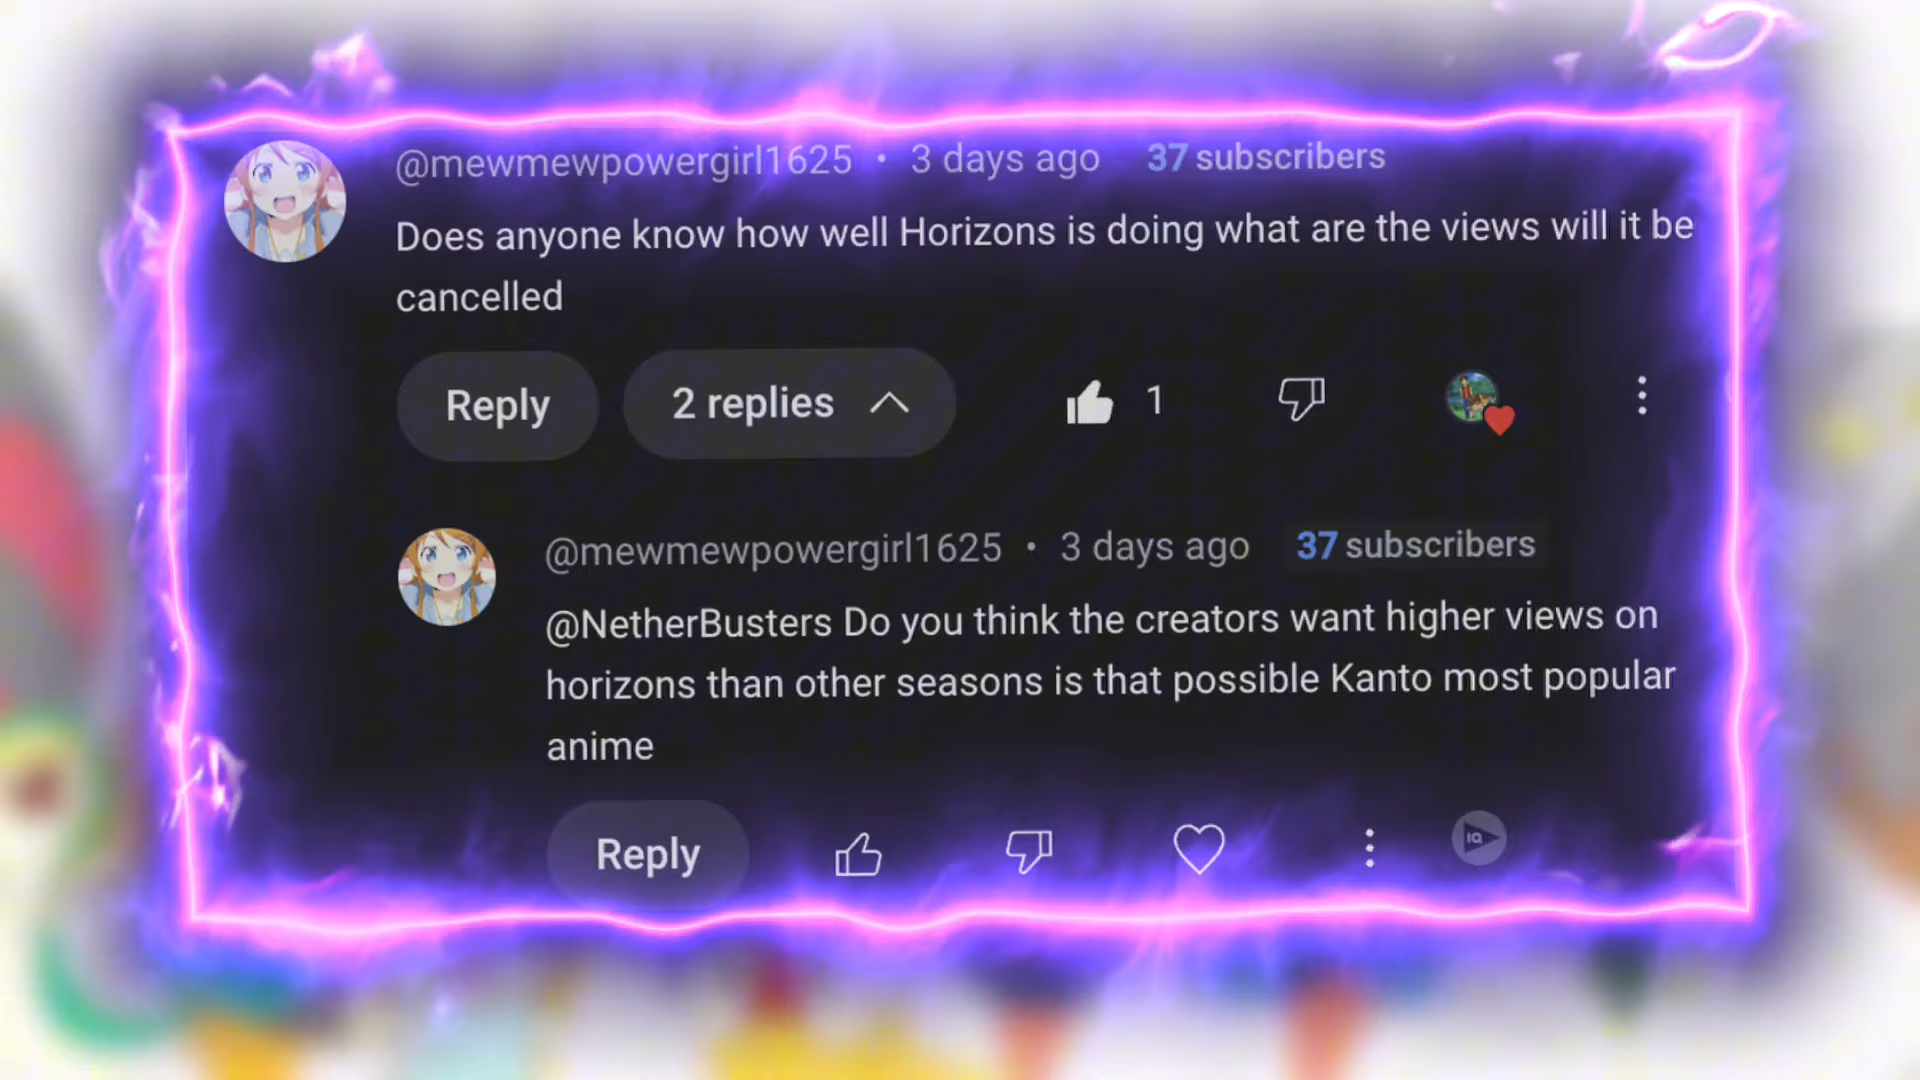 @mewmewpowergirl1625 • 3 days ago 37 subscribers
Does anyone know how well Horizons is doing what are the views will it be
cancelled
Reply 2 replies 1
@mewmewpowergirl1625 • 3 days ago 37 subscribers
@NetherBusters Do you think the creators want higher views on
horizons than other seasons is that possible Kanto most popular
anime
Reply IQ